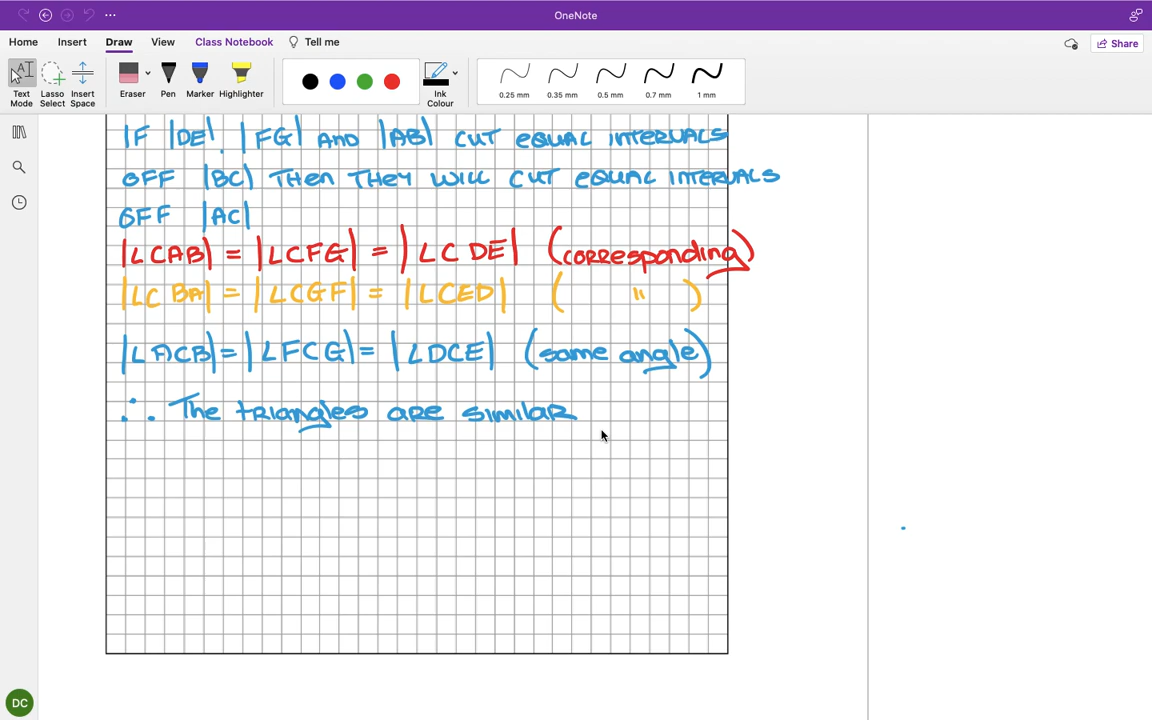 OneNote
Home Insert Draw View Class Notebook Tell me Share
Text Mode Lasso Select Insert Space Eraser Pen Marker Highlighter Ink Colour 0.25 mm 0.35 mm 0.5 mm 0.7 mm 1 mm
IF |DE|, |FG| AND |AB| CUT EQUAL INTERVALS
OFF |BC| THEN THEY WILL CUT EQUAL INTERVALS
OFF |AC|
|∠CAB| = |∠CFG| = |∠CDE| (corresponding)
|∠CBA| = |∠CGF| = |∠CED| ( " )
|∠ACB| = |∠FCG| = |∠DCE| (same angle)
∴ The triangles are similar
DC